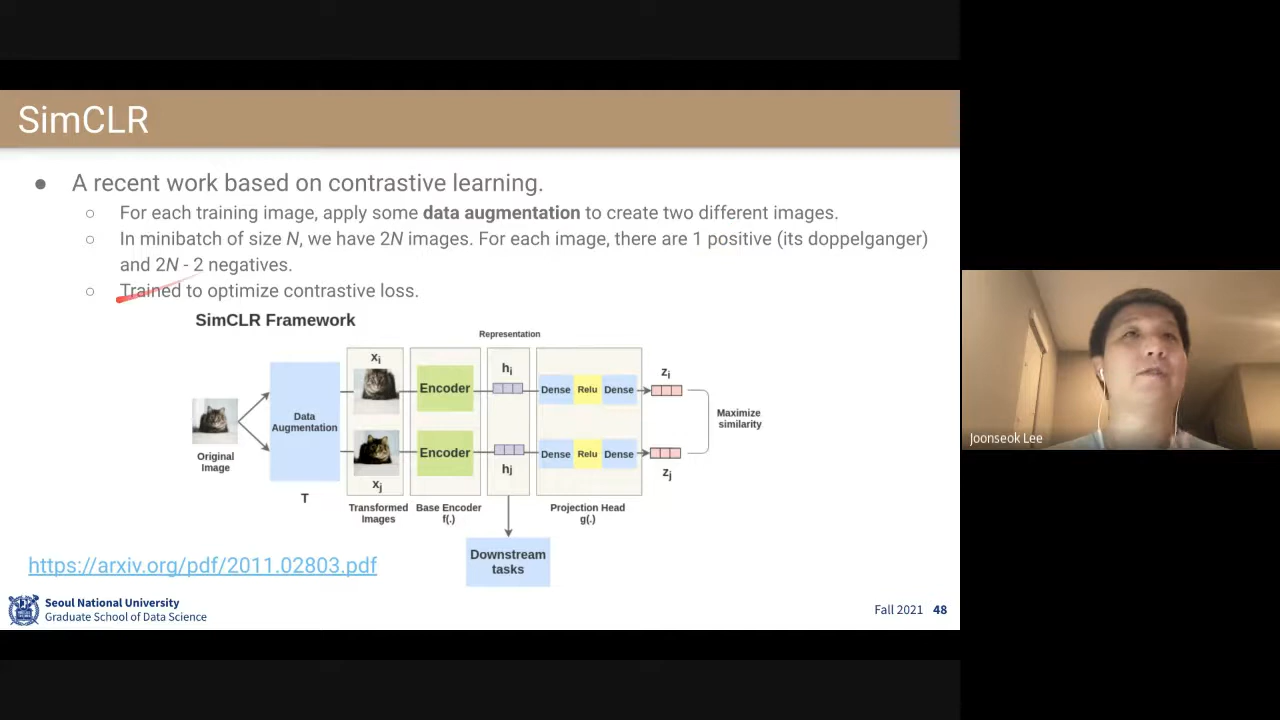 SimCLR
● A recent work based on contrastive learning.
○ For each training image, apply some data augmentation to create two different images.
○ In minibatch of size N, we have 2N images. For each image, there are 1 positive (its doppelganger)
and 2N - 2 negatives.
○ Trained to optimize contrastive loss.
SimCLR Framework
Representation
xi
hi
zi
Encoder
Dense
Relu
Dense
Data
Augmentation
Maximize
similarity
Original
Image
Encoder
Dense
Relu
Dense
xj
hj
zj
T
Transformed
Images
Base Encoder
f(.)
Projection Head
g(.)
Downstream
tasks
https://arxiv.org/pdf/2011.02803.pdf
Seoul National University
Graduate School of Data Science
Fall 2021 48
Joonseok Lee